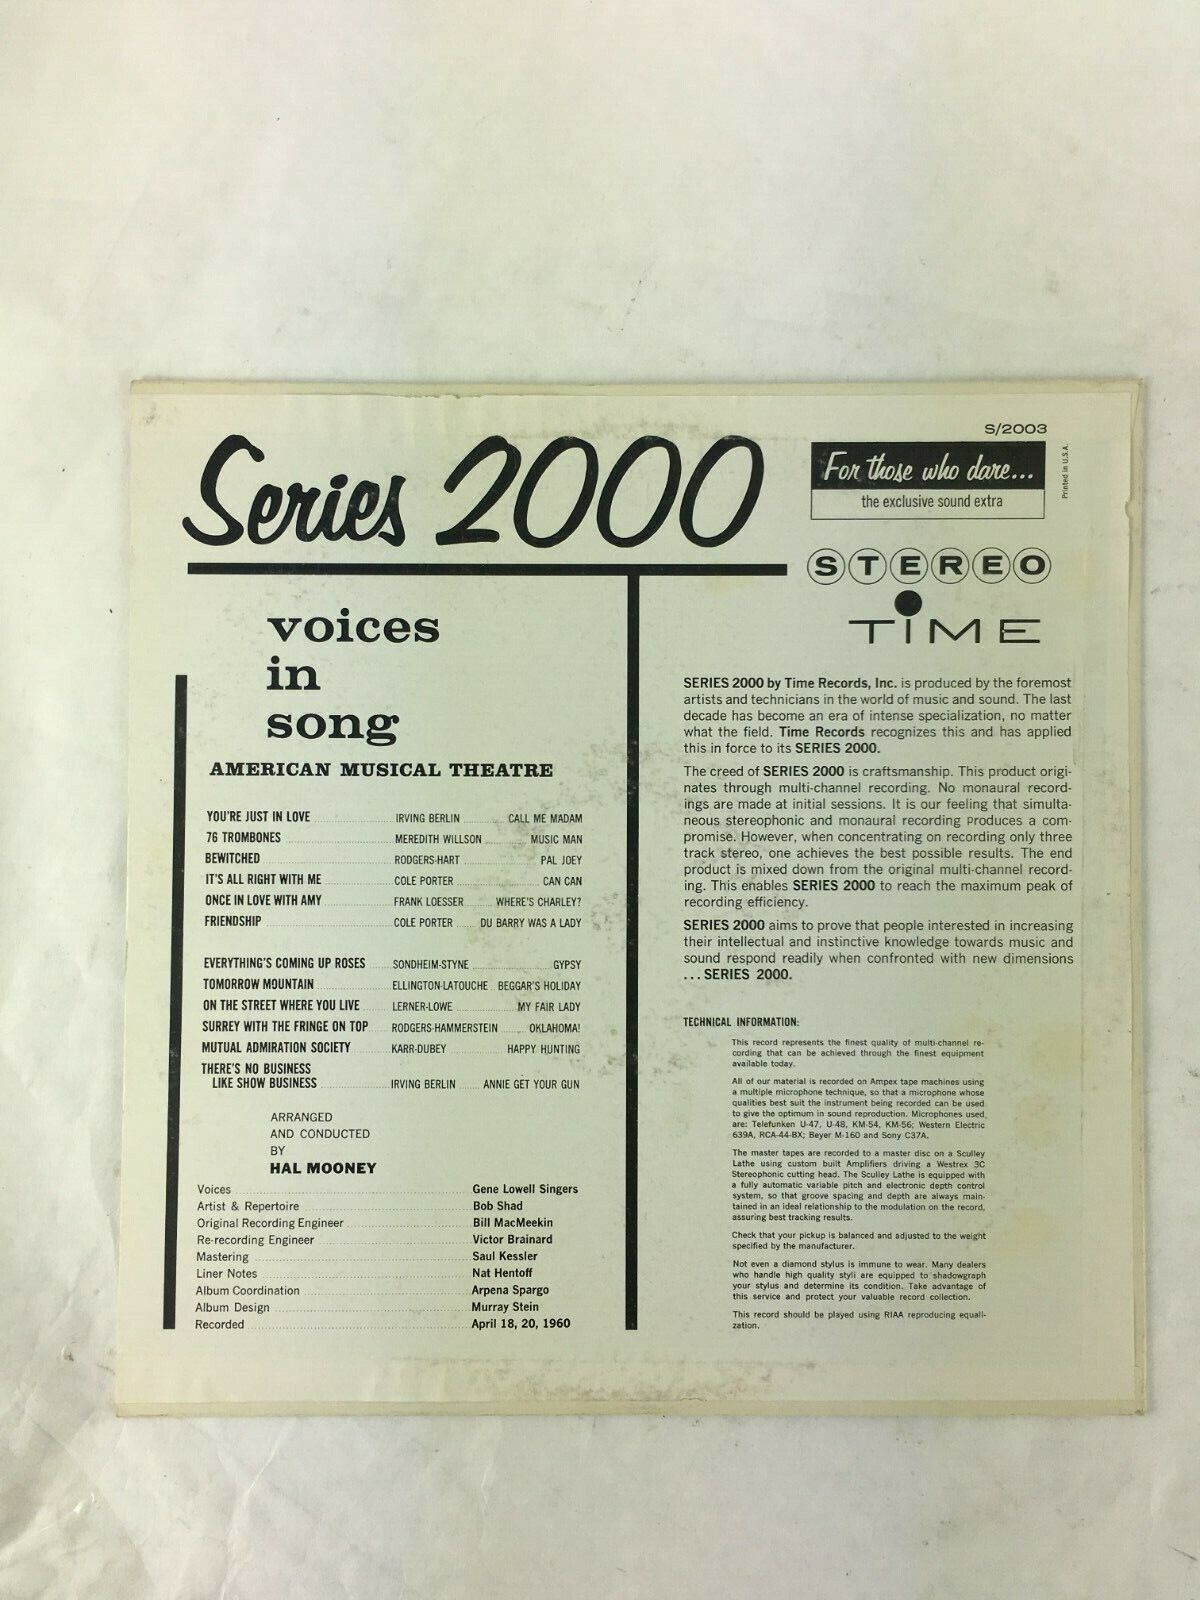 S/2003
Series 2000
For those who dare...
the exclusive sound extra
Printed in U.S.A.
STEREO
TIME
voices
in
song
AMERICAN MUSICAL THEATRE
YOU'RE JUST IN LOVE IRVING BERLIN CALL ME MADAM
76 TROMBONES MEREDITH WILLSON MUSIC MAN
BEWITCHED RODGERS-HART PAL JOEY
IT'S ALL RIGHT WITH ME COLE PORTER CAN CAN
ONCE IN LOVE WITH AMY FRANK LOESSER WHERE'S CHARLEY?
FRIENDSHIP COLE PORTER DU BARRY WAS A LADY
EVERYTHING'S COMING UP ROSES SONDHEIM-STYNE GYPSY
TOMORROW MOUNTAIN ELLINGTON-LATOUCHE BEGGAR'S HOLIDAY
ON THE STREET WHERE YOU LIVE LERNER-LOWE MY FAIR LADY
SURREY WITH THE FRINGE ON TOP RODGERS-HAMMERSTEIN OKLAHOMA!
MUTUAL ADMIRATION SOCIETY KARR-DUBEY HAPPY HUNTING
THERE'S NO BUSINESS
LIKE SHOW BUSINESS IRVING BERLIN ANNIE GET YOUR GUN
ARRANGED
AND CONDUCTED
BY
HAL MOONEY
Voices Gene Lowell Singers
Artist & Repertoire Bob Shad
Original Recording Engineer Bill MacMeekin
Re-recording Engineer Victor Brainard
Mastering Saul Kessler
Liner Notes Nat Hentoff
Album Coordination Arpena Spargo
Album Design Murray Stein
Recorded April 18, 20, 1960
SERIES 2000 by Time Records, Inc. is produced by the foremost
artists and technicians in the world of music and sound. The last
decade has become an era of intense specialization, no matter
what the field. Time Records recognizes this and has applied
this in force to its SERIES 2000.
The creed of SERIES 2000 is craftsmanship. This product origi-
nates through multi-channel recording. No monaural record-
ings are made at initial sessions. It is our feeling that simulta-
neous stereophonic and monaural recording produces a com-
promise. However, when concentrating on recording only three
track stereo, one achieves the best possible results. The end
product is mixed down from the original multi-channel record-
ing. This enables SERIES 2000 to reach the maximum peak of
recording efficiency.
SERIES 2000 aims to prove that people interested in increasing
their intellectual and instinctive knowledge towards music and
sound respond readily when confronted with new dimensions
...SERIES 2000.
TECHNICAL INFORMATION:
This record represents the finest quality of multi-channel re-
cording that can be achieved through the finest equipment
available today.
All of our material is recorded on Ampex tape machines using
a multiple microphone technique, so that a microphone whose
qualities best suit the instrument being recorded can be used
to give the optimum in sound reproduction. Microphones used
are: Telefunken U-47, U-48, KM-54, KM-56; Western Electric
639A, RCA-44-BX; Beyer M-160 and Sony C37A.
The master tapes are recorded to a master disc on a Sculley
Lathe using custom built Amplifiers driving a Westrex 3C
Stereophonic cutting head. The Sculley Lathe is equipped with
a fully automatic variable pitch and electronic depth control
system, so that groove spacing and depth are always main-
tained in an ideal relationship to the modulation on the record,
assuring best tracking results.
Check that your pickup is balanced and adjusted to the weight
specified by the manufacturer.
Not even a diamond stylus is immune to wear. Many dealers
who handle high quality styli are equipped to shadowgraph
your stylus and determine its condition. Take advantage of
this service and protect your valuable record collection.
This record should be played using RIAA reproducing equali-
zation.